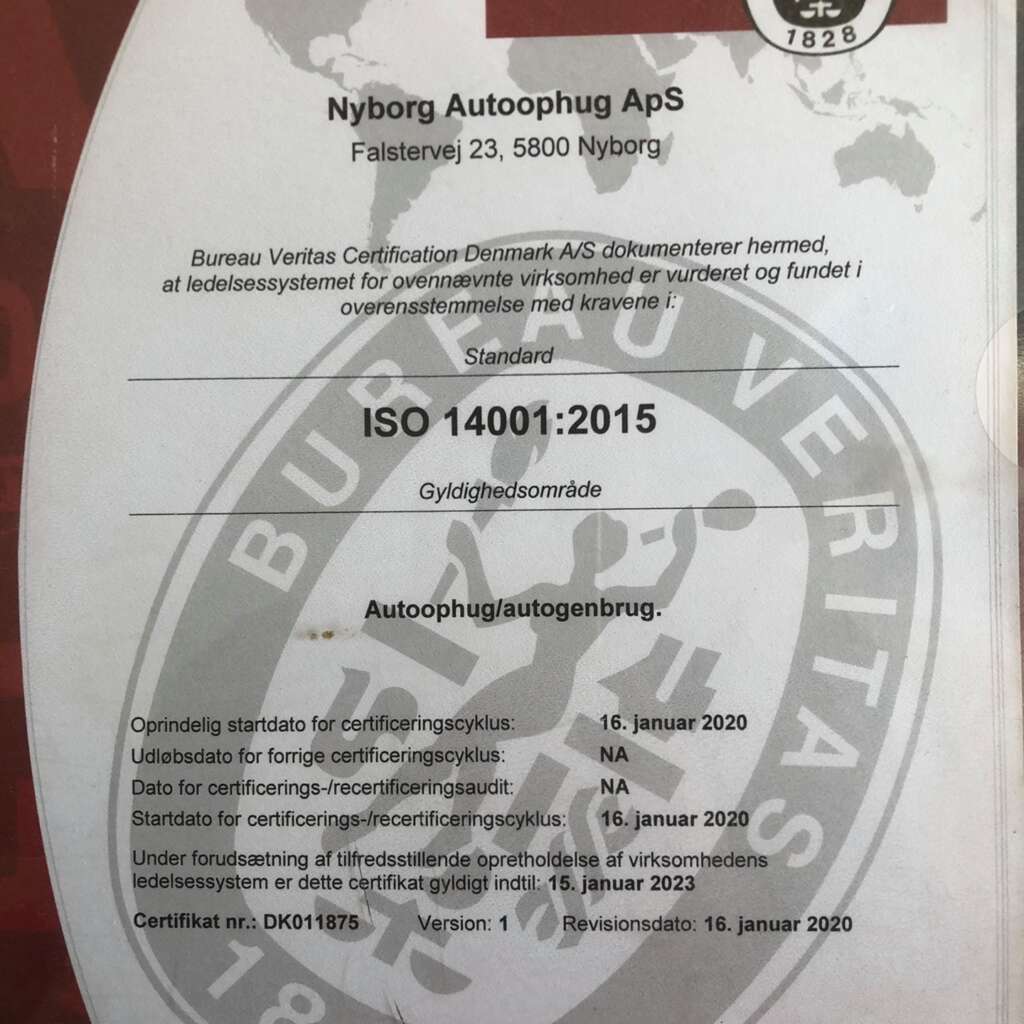 1828
Nyborg Autoophug ApS
Falstervej 23, 5800 Nyborg
Bureau Veritas Certification Denmark A/S dokumenterer hermed,
at ledelsessystemet for ovennævnte virksomhed er vurderet og fundet i
overensstemmelse med kravene i:
Standard
ISO 14001:2015
Gyldighedsområde
Autoophug/autogenbrug.
Oprindelig startdato for certificeringscyklus: 16. januar 2020
Udløbsdato for forrige certificeringscyklus: NA
Dato for certificerings-/recertificeringsaudit: NA
Startdato for certificerings-/recertificeringscyklus: 16. januar 2020
Under forudsætning af tilfredsstillende opretholdelse af virksomhedens
ledelsessystem er dette certifikat gyldigt indtil: 15. januar 2023
Certifikat nr.: DK011875 Version: 1 Revisionsdato: 16. januar 2020
BUREAU VERITAS